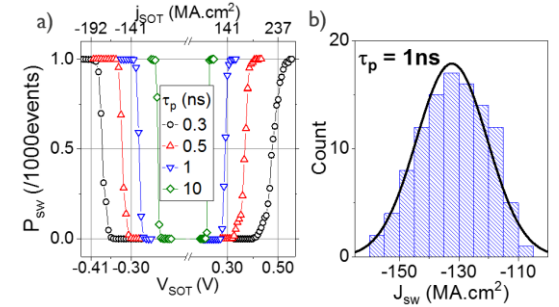 a)
j_SOT (MA.cm²)
-192 -141 141 237
P_SW (/1000events)
1.0
0.5
0.0
τ_p (ns)
0.3
0.5
1
10
-0.41 -0.30 0.30 0.50
V_SOT (V)
b)
τ_p = 1ns
Count
20
10
0
-150 -130 -110
J_sw (MA.cm²)